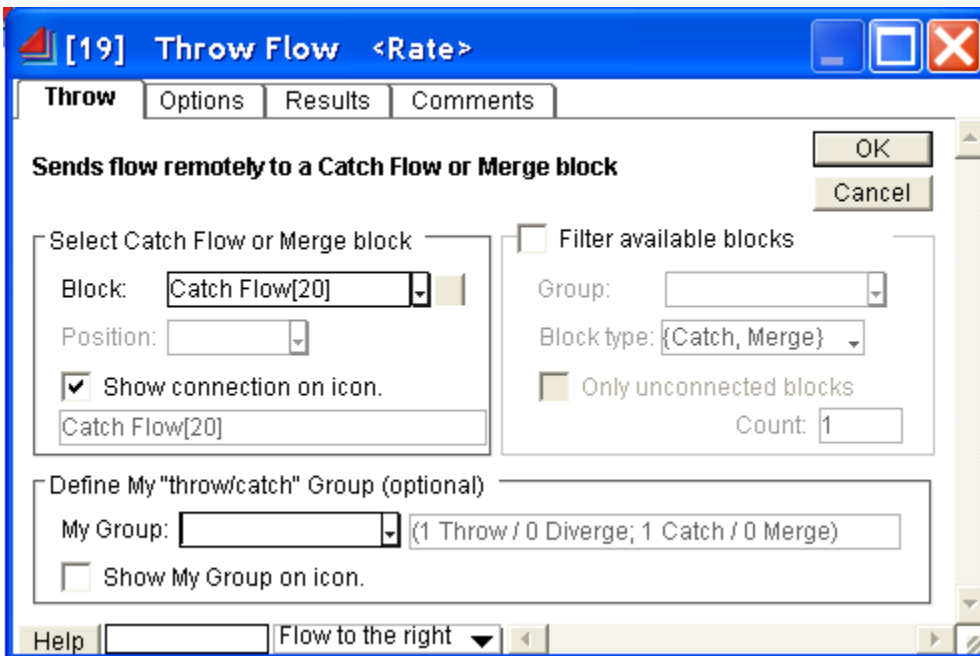 [19] Throw Flow <Rate>
Throw Options Results Comments
Sends flow remotely to a Catch Flow or Merge block
OK
Cancel
Select Catch Flow or Merge block
Block: Catch Flow[20]
Position:
Show connection on icon.
Catch Flow[20]
Filter available blocks
Group:
Block type: {Catch, Merge}
Only unconnected blocks
Count: 1
Define My "throw/catch" Group (optional)
My Group: (1 Throw / 0 Diverge; 1 Catch / 0 Merge)
Show My Group on icon.
Help Flow to the right